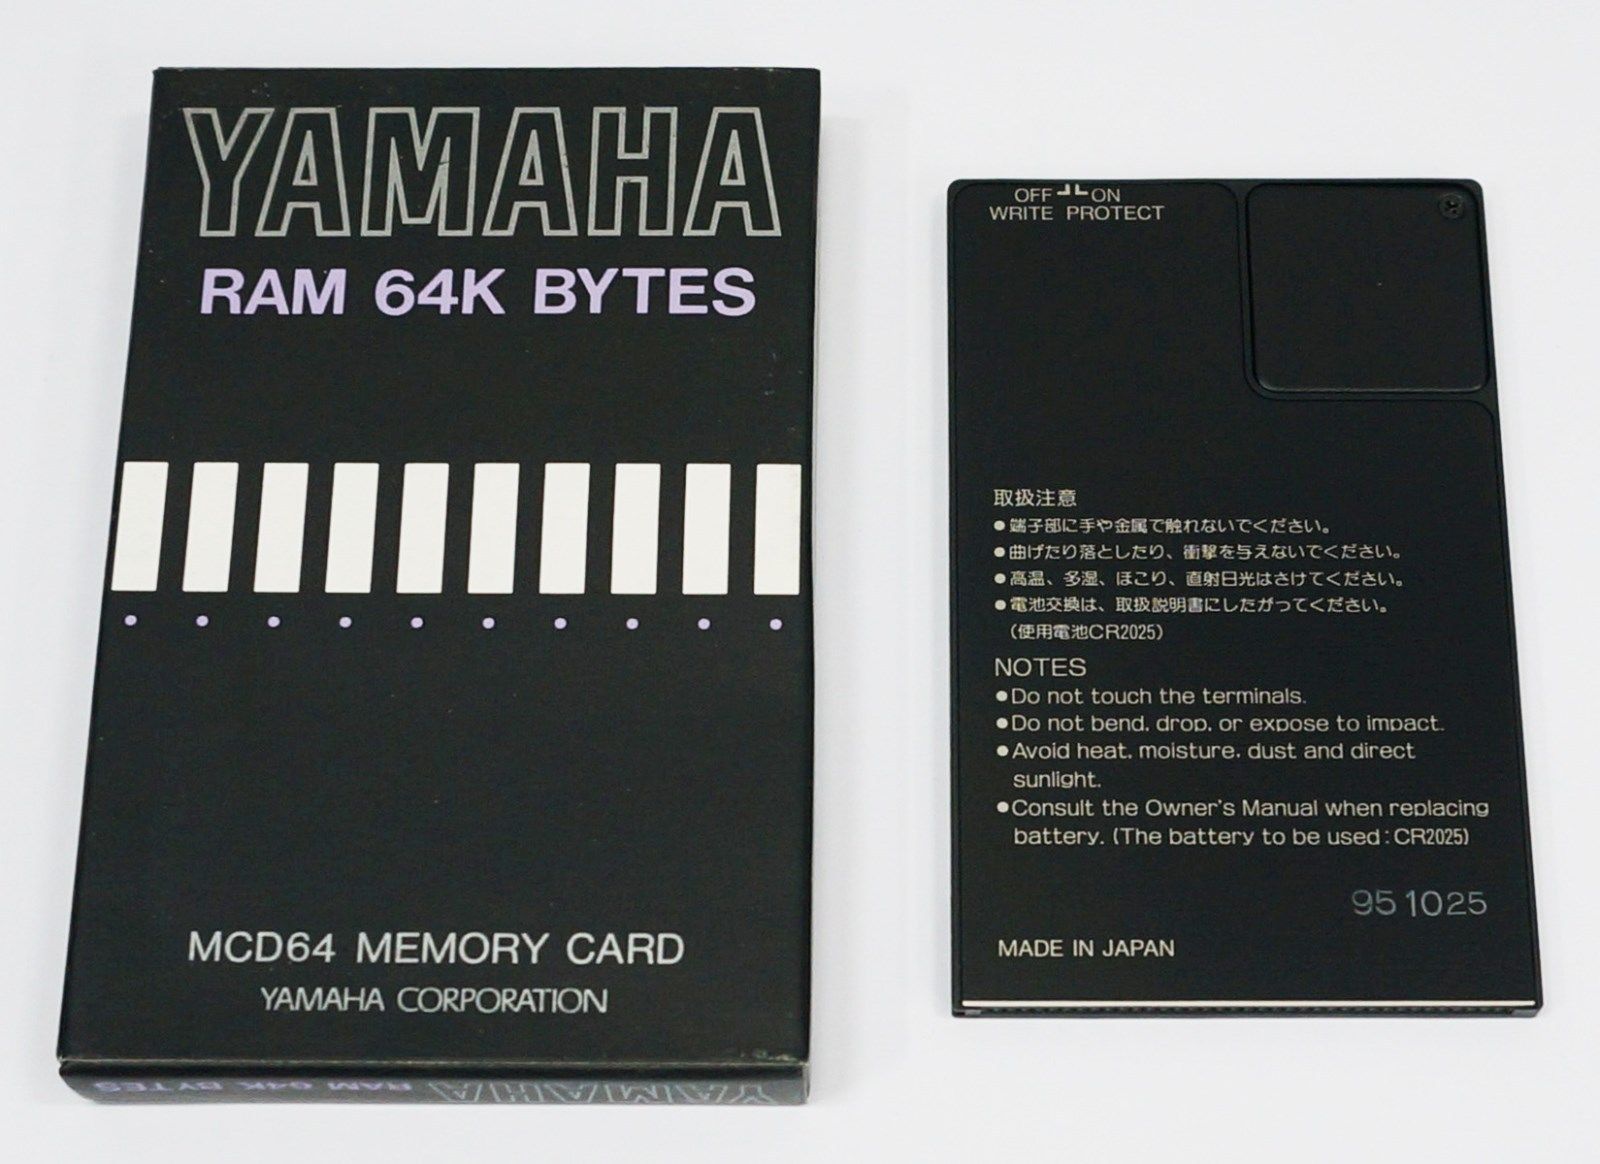 YAMAHA
RAM 64K BYTES
MCD64 MEMORY CARD
YAMAHA CORPORATION
YAMAHA RAM 64K BYTES
OFF ON
WRITE PROTECT
取扱注意
●端子部に手や金属で触れないでください。
●曲げたり落としたり、衝撃を与えないでください。
●高温、多湿、ほこり、直射日光はさけてください。
●電池交換は、取扱説明書にしたがってください。
(使用電池CR2025)
NOTES
●Do not touch the terminals.
●Do not bend, drop, or expose to impact.
●Avoid heat, moisture, dust and direct
sunlight.
●Consult the Owner's Manual when replacing
battery. (The battery to be used : CR2025)
951025
MADE IN JAPAN